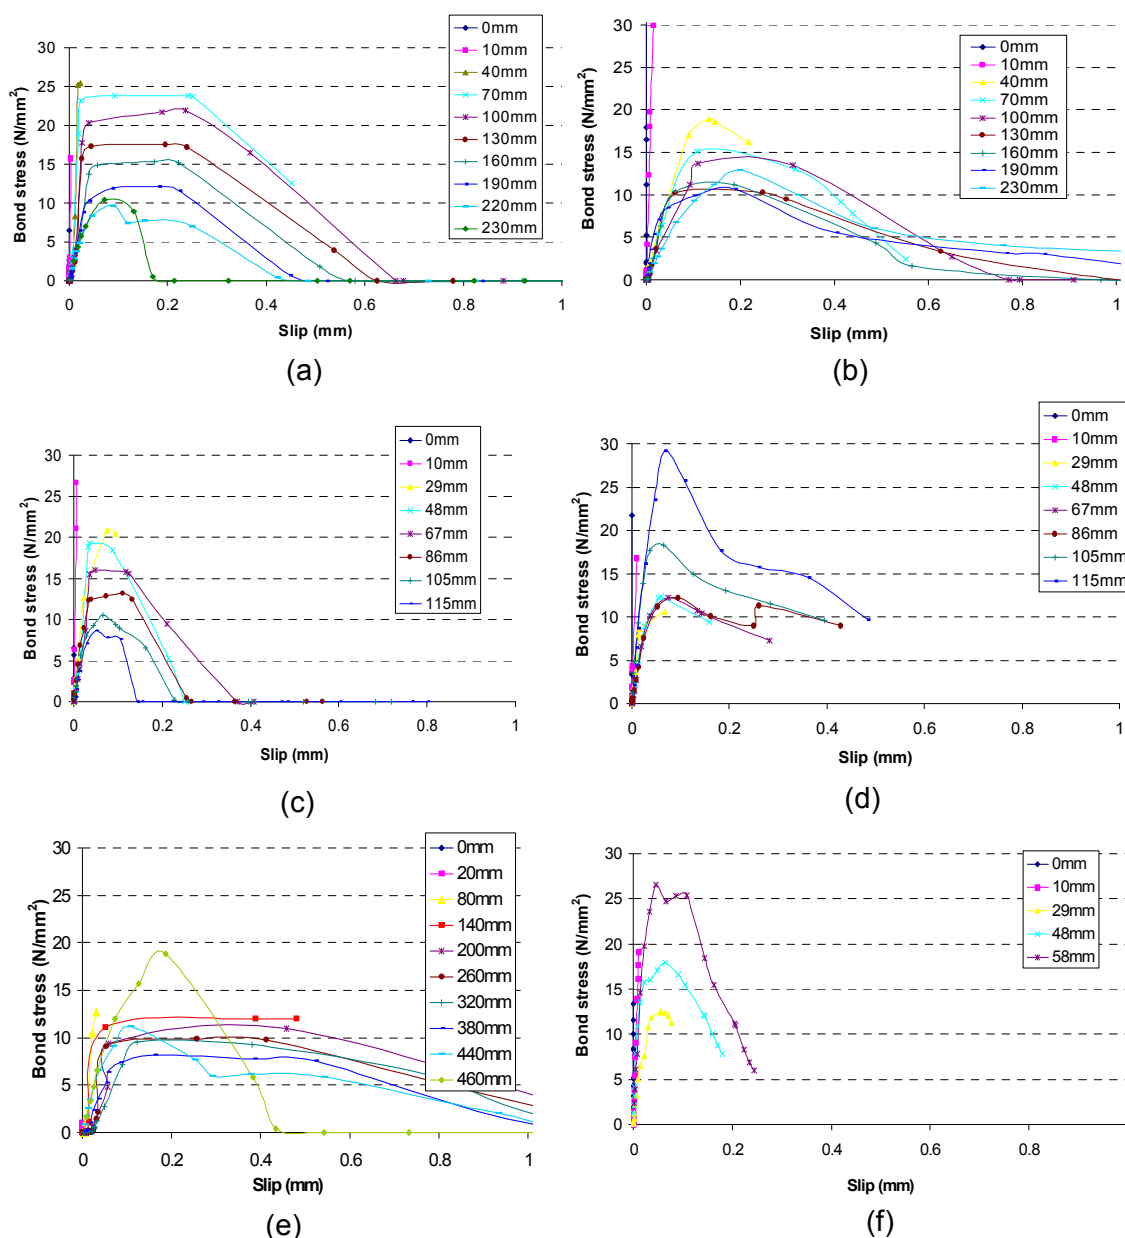 30
25
20
15
10
5
0
Bond stress (N/mm²)
0 0.2 0.4 0.6 0.8 1
Slip (mm)
0mm
10mm
40mm
70mm
100mm
130mm
160mm
190mm
220mm
230mm
(a)
30
25
20
15
10
5
0
Bond stress (N/mm²)
0 0.2 0.4 0.6 0.8 1
Slip (mm)
0mm
10mm
40mm
70mm
100mm
130mm
160mm
190mm
230mm
(b)
30
25
20
15
10
5
0
Bond stress (N/mm²)
0 0.2 0.4 0.6 0.8 1
Slip (mm)
0mm
10mm
29mm
48mm
67mm
86mm
105mm
115mm
(c)
30
25
20
15
10
5
0
Bond stress (N/mm²)
0 0.2 0.4 0.6 0.8 1
Slip (mm)
0mm
10mm
29mm
48mm
67mm
86mm
105mm
115mm
(d)
30
25
20
15
10
5
0
Bond stress (N/mm²)
0 0.2 0.4 0.6 0.8 1
Slip (mm)
0mm
20mm
80mm
140mm
200mm
260mm
320mm
380mm
440mm
460mm
(e)
30
25
20
15
10
5
0
Bond stress (N/mm²)
0 0.2 0.4 0.6 0.8
Slip (mm)
0mm
10mm
29mm
48mm
58mm
(f)